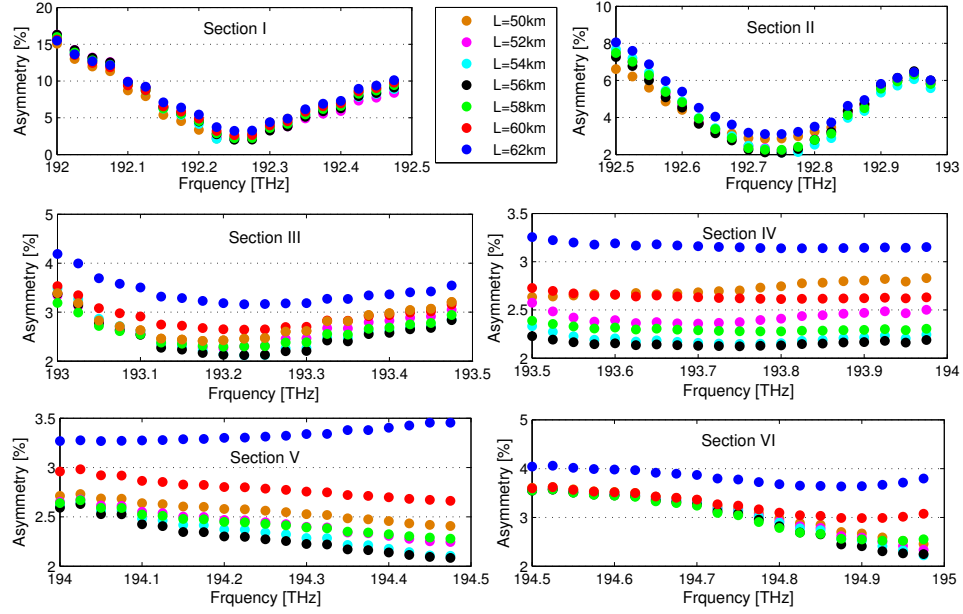 Section I
Asymmetry [%]
20
15
10
5
0
192 192.1 192.2 192.3 192.4 192.5
Frquency [THz]
L=50km
L=52km
L=54km
L=56km
L=58km
L=60km
L=62km
Section II
Asymmetry [%]
10
8
6
4
2
192.5 192.6 192.7 192.8 192.9 193
Frquency [THz]
Section III
Asymmetry [%]
5
4
3
2
193 193.1 193.2 193.3 193.4 193.5
Frquency [THz]
Section IV
Asymmetry [%]
3.5
3
2.5
2
193.5 193.6 193.7 193.8 193.9 194
Frquency [THz]
Section V
Asymmetry [%]
3.5
3
2.5
2
194 194.1 194.2 194.3 194.4 194.5
Frquency [THz]
Section VI
Asymmetry [%]
5
4
3
2
194.5 194.6 194.7 194.8 194.9 195
Frquency [THz]